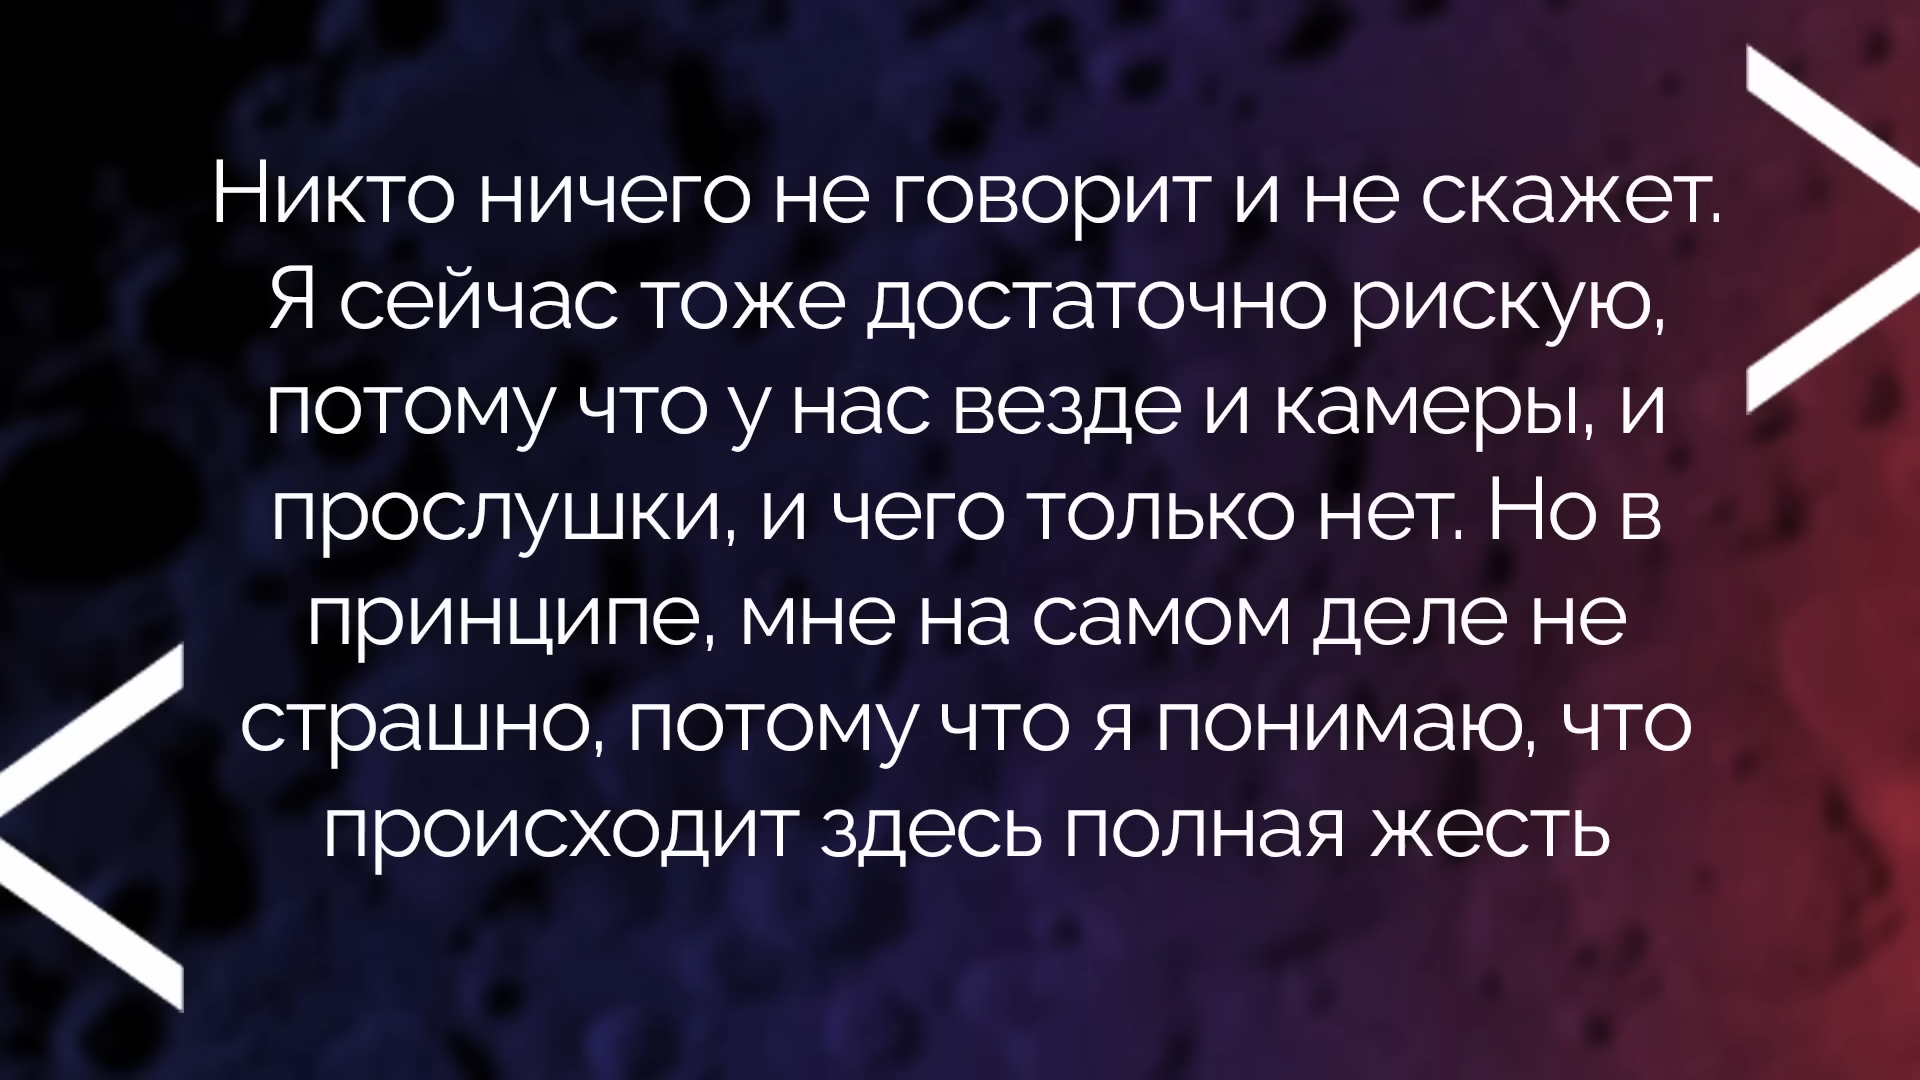 Никто ничего не говорит и не скажет.
Я сейчас тоже достаточно рискую,
потому что у нас везде и камеры, и
прослушки, и чего только нет. Но в
принципе, мне на самом деле не
страшно, потому что я понимаю, что
происходит здесь полная жесть